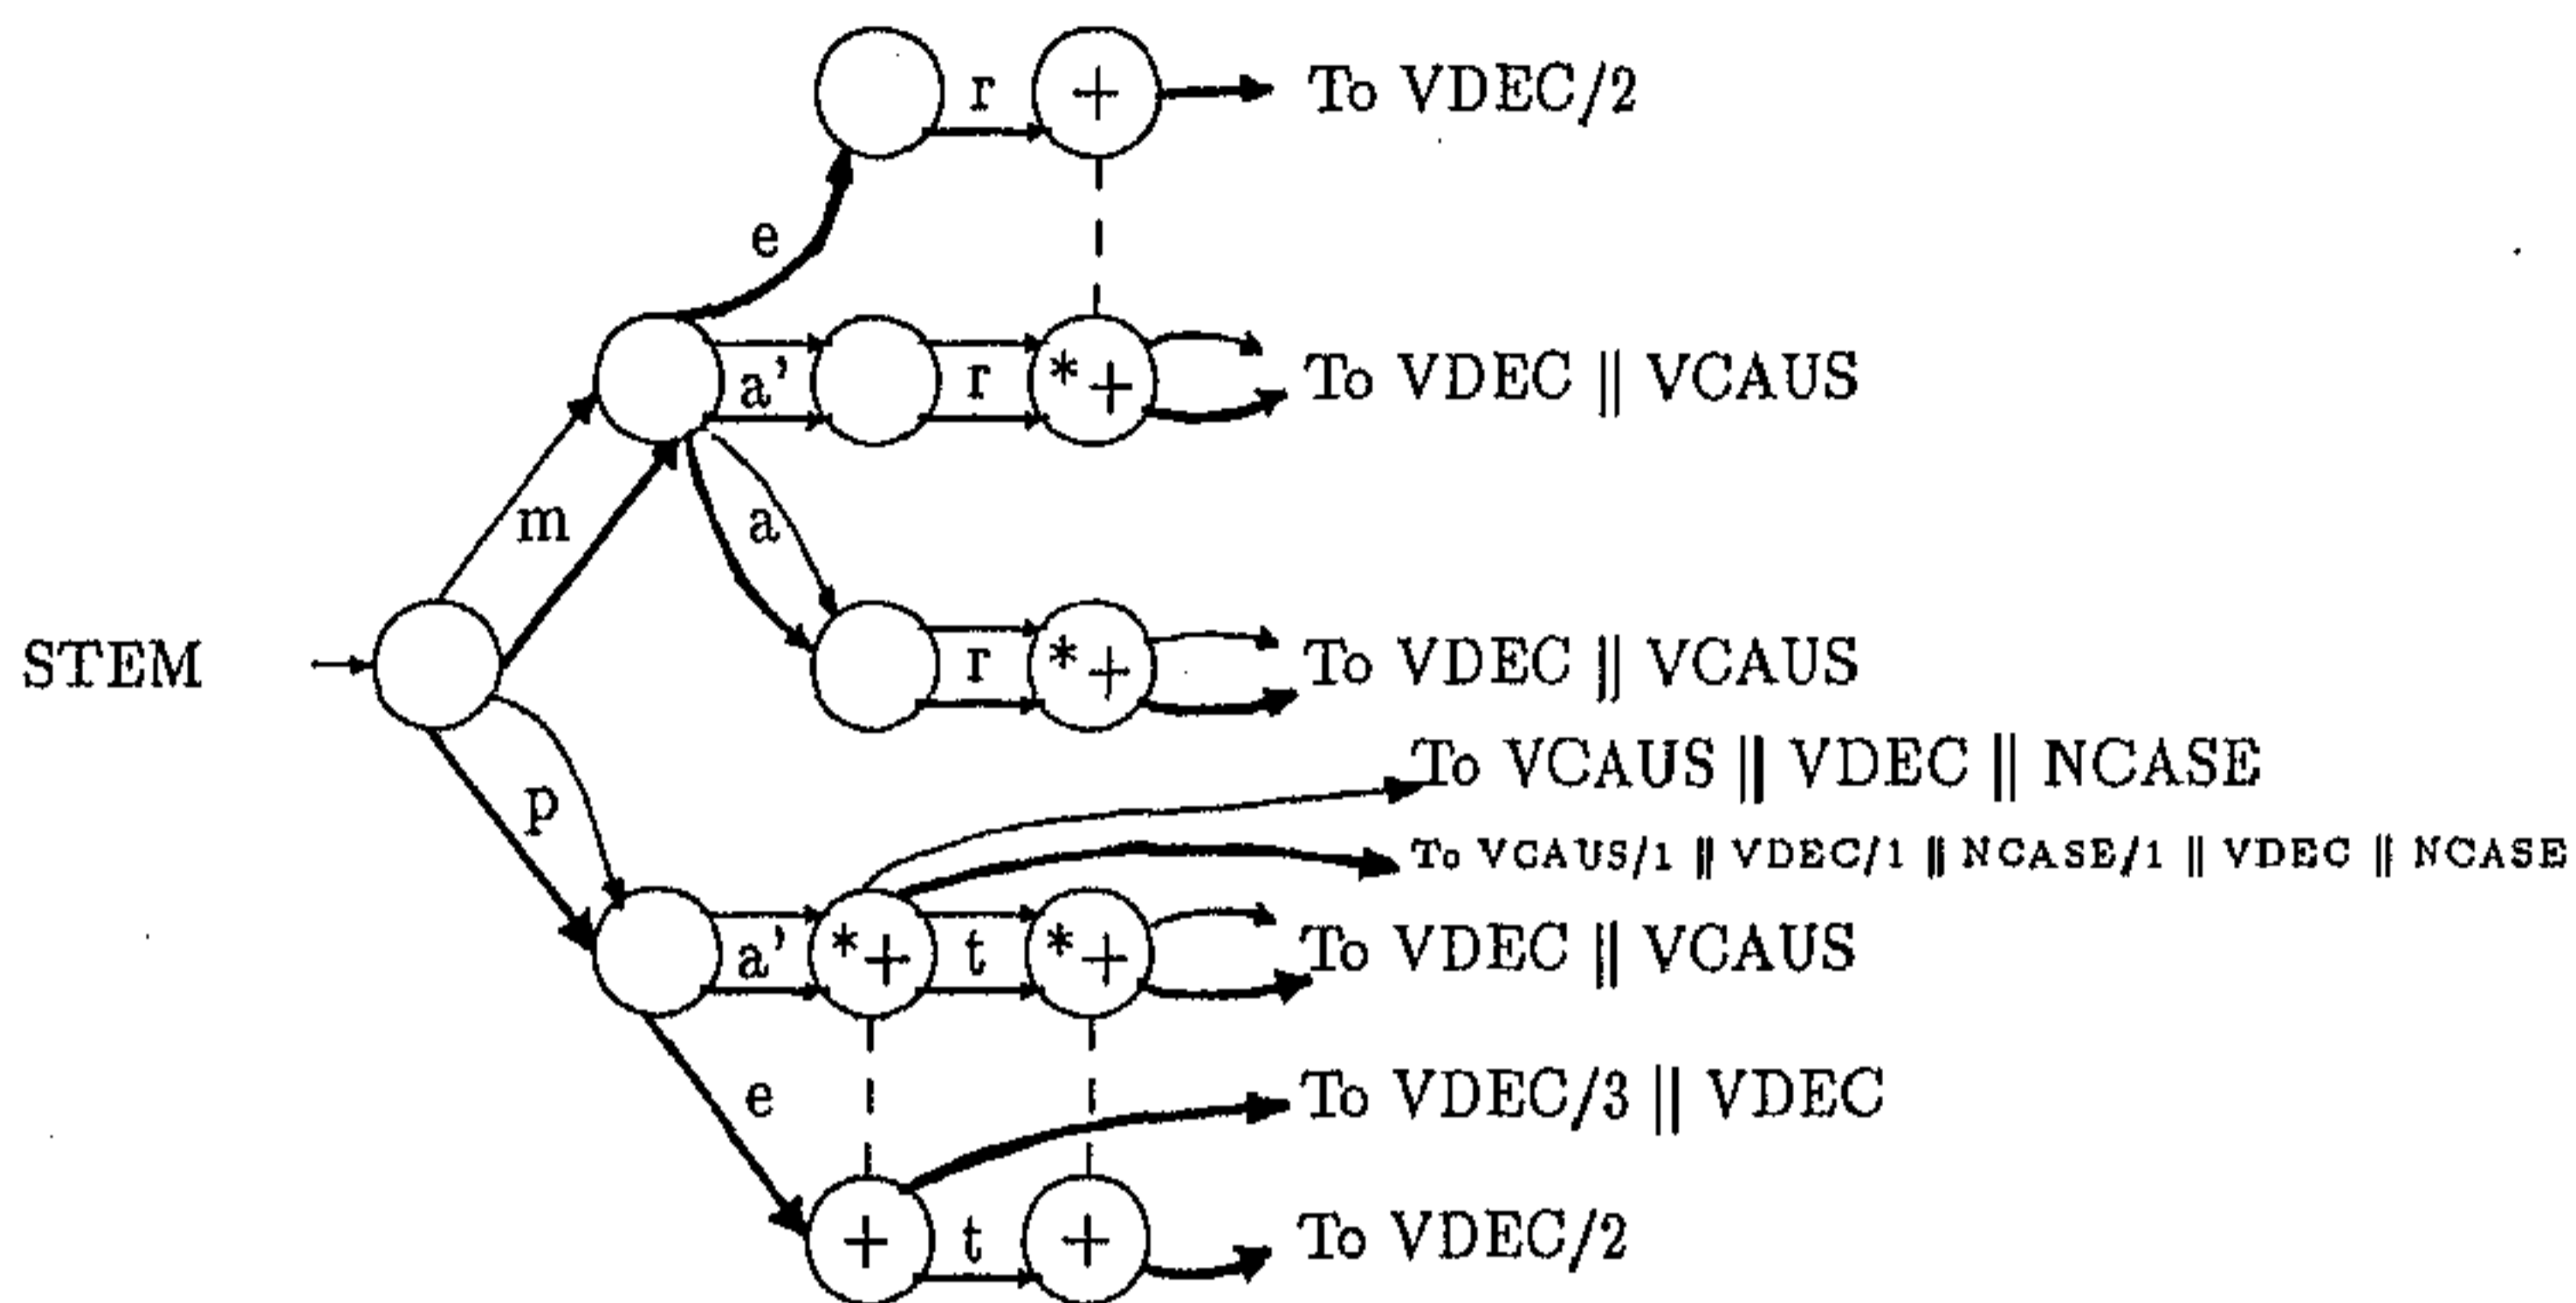 r + To VDEC/2
e
a' r *+ To VDEC || VCAUS
m a
STEM r *+ To VDEC || VCAUS
To VCAUS || VDEC || NCASE
p
To VCAUS/1 || VDEC/1 || NCASE/1 || VDEC || NCASE
a' *+ t *+ To VDEC || VCAUS
e To VDEC/3 || VDEC
+ t + To VDEC/2